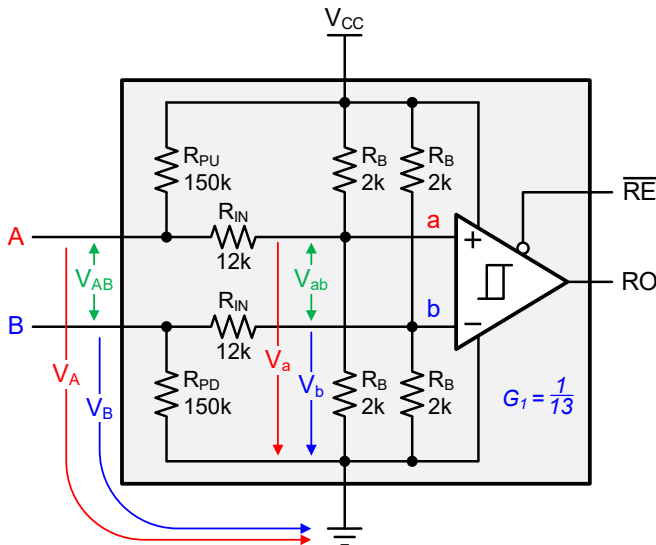 VCC
RPU
150k
RB
2k
RB
2k
RE
RIN
12k
A
a
+
VAB
Vab
RO
B
b
−
RIN
12k
VA
VB
RPD
150k
Va
Vb
RB
2k
RB
2k
G1 = 1/13